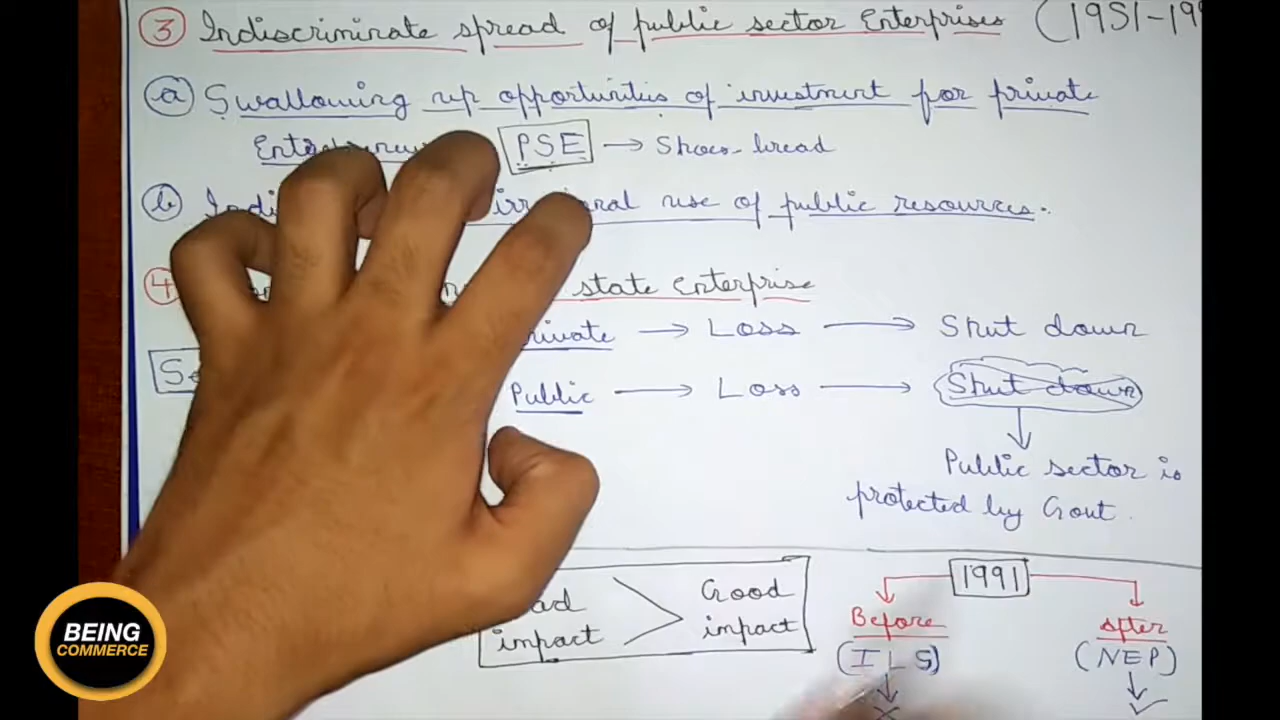 ③ Indiscriminate spread of public sector Enterprises (1951-19
ⓐ Swallowing up opportunities of investment for private
PSE → Shoes-bread
ⓑ use of public resources.
④ state Enterprise
Private → Loss → Shut down
Public → Loss → Shut down
Public sector is
protected by Gout.
1991
Good
impact > impact
Before after
(ILS) (NEP)
BEING
COMMERCE